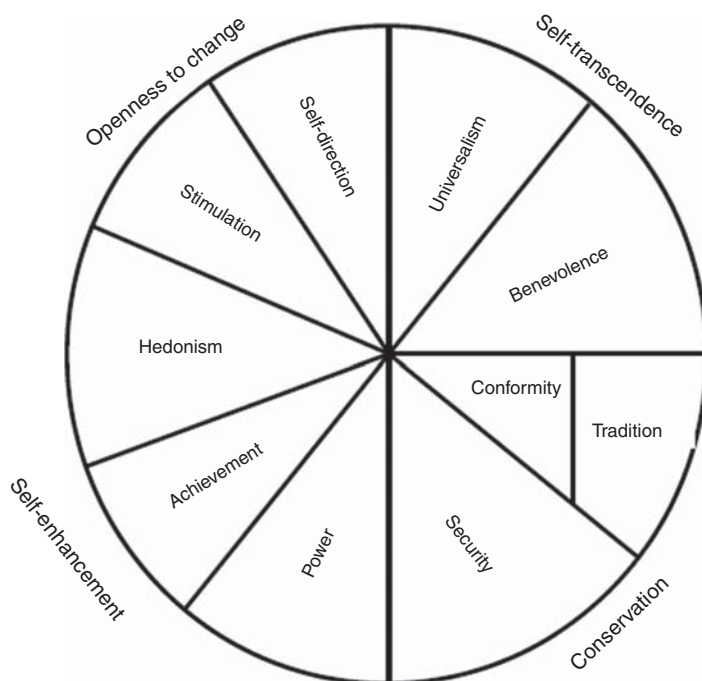 Openness to change
Self-transcendence
Self-direction
Universalism
Stimulation
Benevolence
Hedonism
Conformity
Tradition
Achievement
Security
Power
Self-enhancement
Conservation